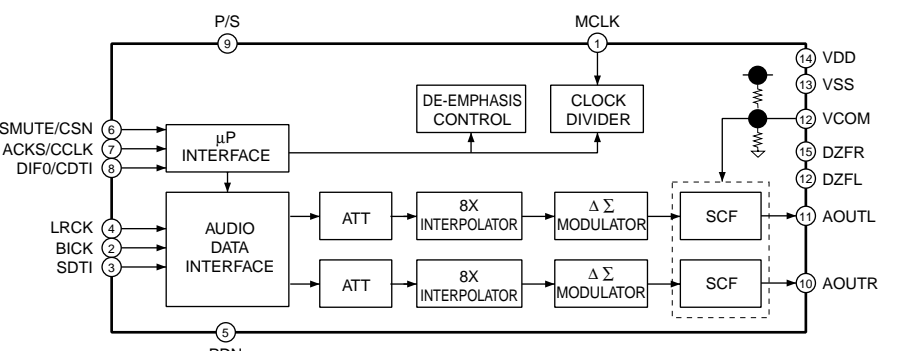 P/S
MCLK
9
1
14 VDD
13 VSS
DE-EMPHASIS
CONTROL
CLOCK
DIVIDER
12 VCOM
SMUTE/CSN 6
ACKS/CCLK 7
DIF0/CDTI 8
µP
INTERFACE
15 DZFR
12 DZFL
LRCK 4
BICK 2
SDTI 3
AUDIO
DATA
INTERFACE
ATT
8X
INTERPOLATOR
Δ Σ
MODULATOR
SCF
11 AOUTL
ATT
8X
INTERPOLATOR
Δ Σ
MODULATOR
SCF
10 AOUTR
5